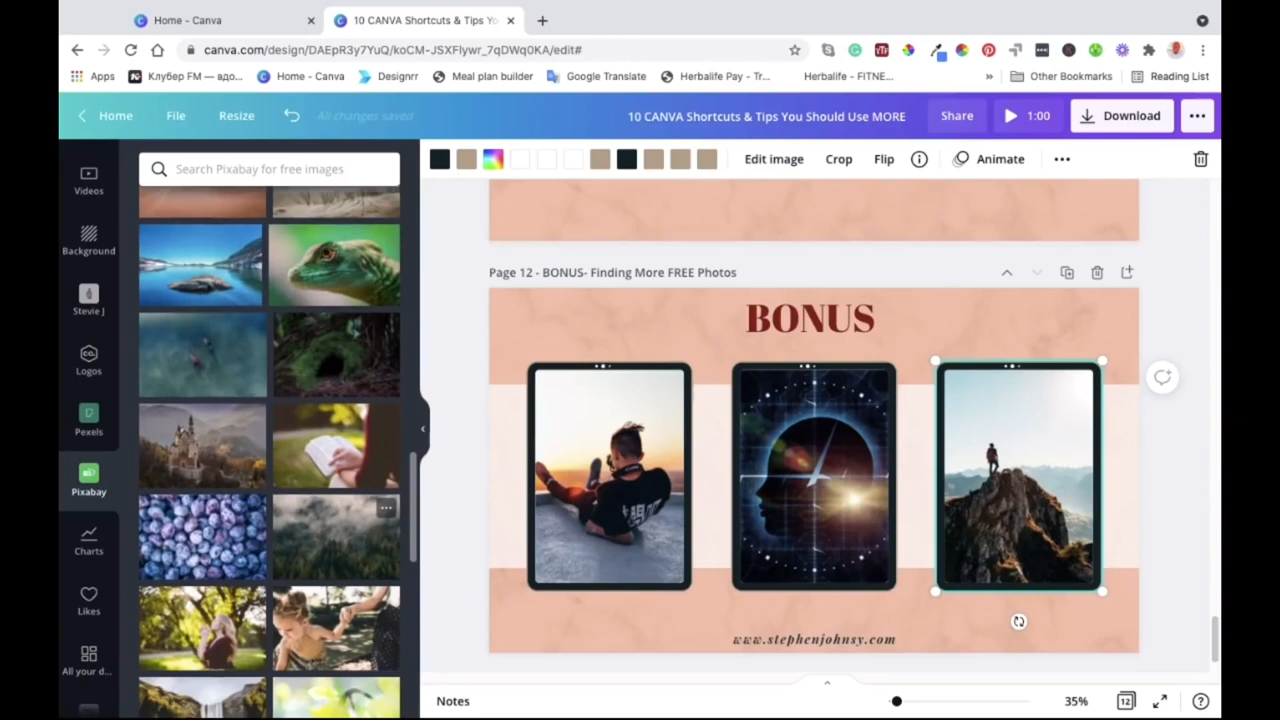 Home - Canva
10 CANVA Shortcuts & Tips Yo
canva.com/design/DAEpR3y7YuQ/koCM-JSXFlywr_7qDWq0KA/edit#
Apps
Клубер FM — вдо...
Home - Canva
Designrr
Meal plan builder
Google Translate
Herbalife Pay - Tr...
Herbalife - FITNE...
»
Other Bookmarks
Reading List
Home
File
Resize
All changes saved
10 CANVA Shortcuts & Tips You Should Use MORE
Share
1:00
Download
Search Pixabay for free images
Edit image
Crop
Flip
Animate
Videos
Background
Stevie J
CO.
Logos
Pexels
Pixabay
Charts
Likes
All your d...
Page 12 - BONUS- Finding More FREE Photos
BONUS
www.stephenjohnsy.com
Notes
35%
12